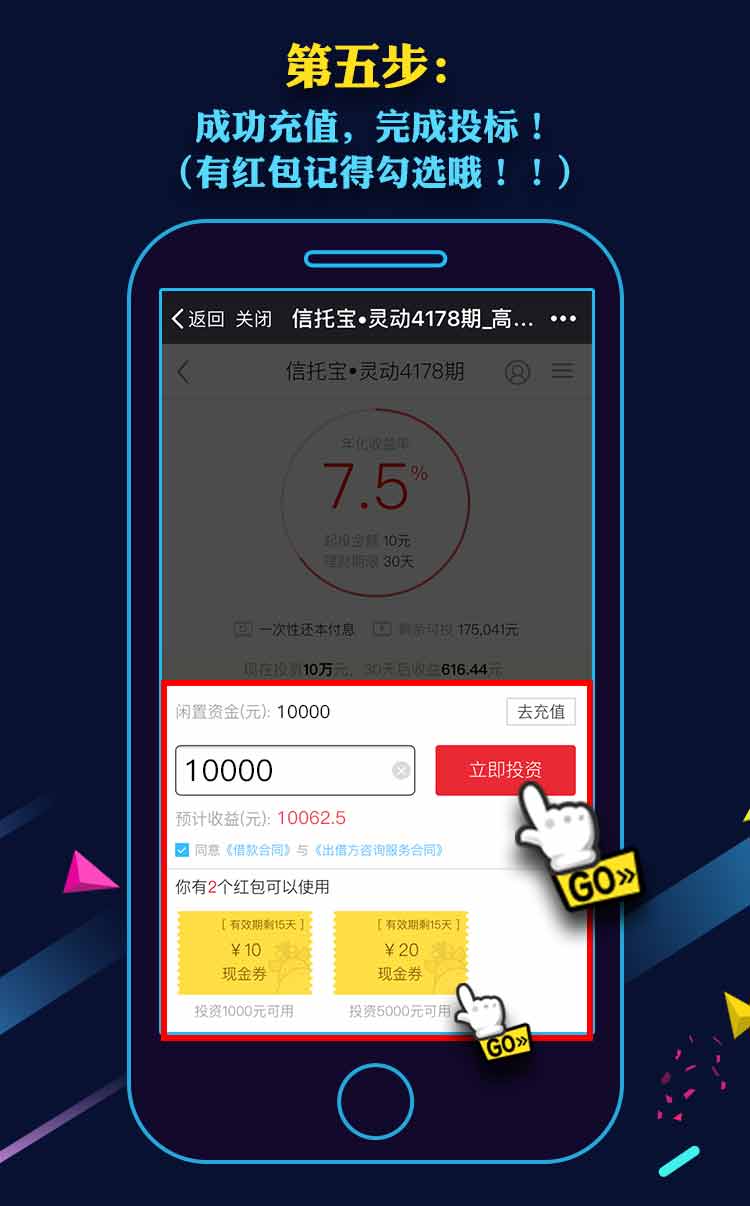 第五步：
成功充值，完成投标！
（有红包记得勾选哦！！）
返回 关闭 信托宝•灵动4178期_高... •••
信托宝•灵动4178期
年化收益率
7.5%
起投金额 10元
理财期限 30天
一次性还本付息 剩余可投 175,041元
现在投资10万元，30天后收益616.44元
闲置资金(元): 10000 去充值
10000 立即投资
预计收益(元): 10062.5
同意《借款合同》与《出借方咨询服务合同》
你有2个红包可以使用
[ 有效期剩15天 ] [ 有效期剩15天 ]
¥10 ¥20
现金券 现金券
投资1000元可用 投资5000元可用
GO»
GO»